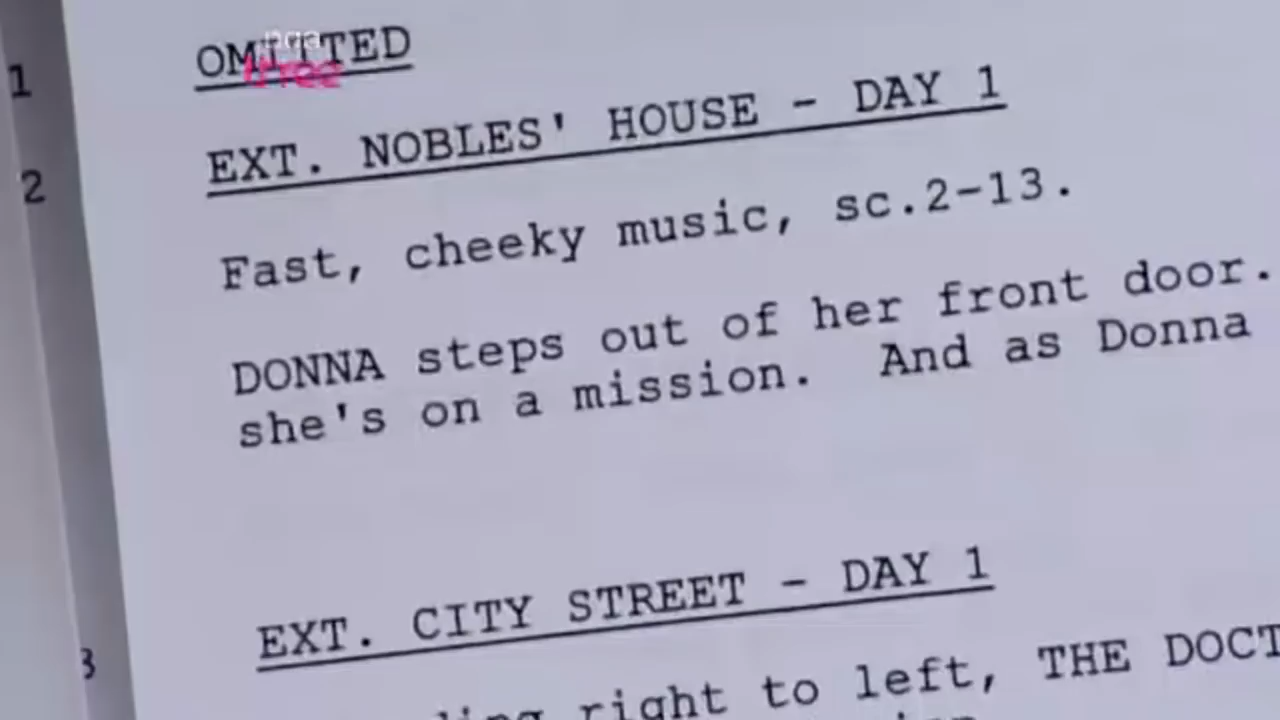 1 OMITTED
2 EXT. NOBLES' HOUSE - DAY 1
Fast, cheeky music, sc.2-13.
DONNA steps out of her front door.
she's on a mission. And as Donna
3 EXT. CITY STREET - DAY 1
right to left, THE